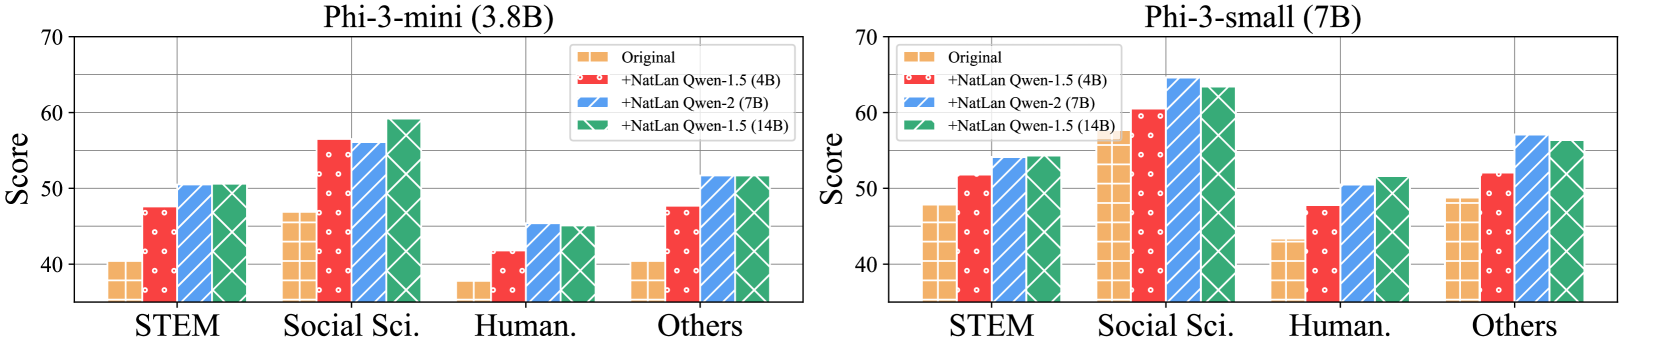 Phi-3-mini (3.8B)
Score
70
60
50
40
Original
+NatLan Qwen-1.5 (4B)
+NatLan Qwen-2 (7B)
+NatLan Qwen-1.5 (14B)
STEM
Social Sci.
Human.
Others
Phi-3-small (7B)
Score
70
60
50
40
Original
+NatLan Qwen-1.5 (4B)
+NatLan Qwen-2 (7B)
+NatLan Qwen-1.5 (14B)
STEM
Social Sci.
Human.
Others